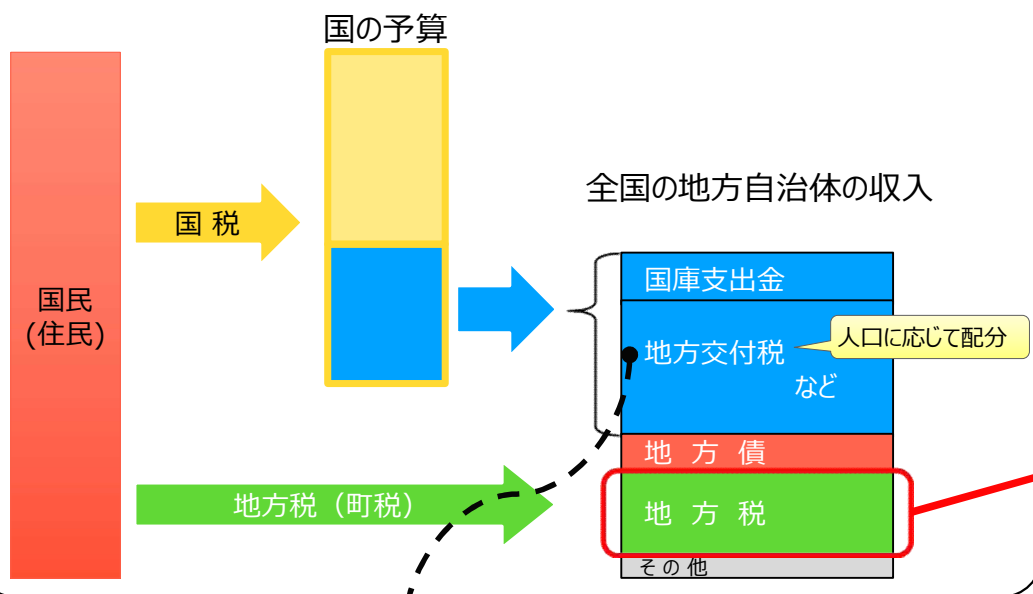 国の予算
国 税
国民
(住民)
全国の地方自治体の収入
国庫支出金
地方交付税
など
人口に応じて配分
地 方 債
地方税（町税）
地 方 税
そ の 他